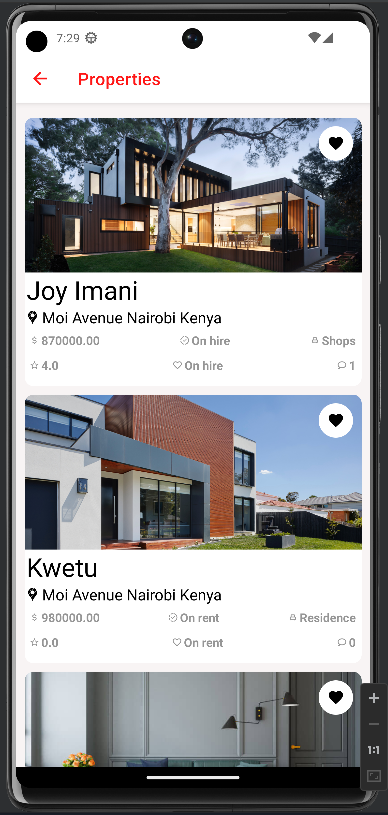 7:29
Properties
Joy Imani
Moi Avenue Nairobi Kenya
$ 870000.00 On hire Shops
4.0 On hire 1
Kwetu
Moi Avenue Nairobi Kenya
$ 980000.00 On rent Residence
0.0 On rent 0
1:1